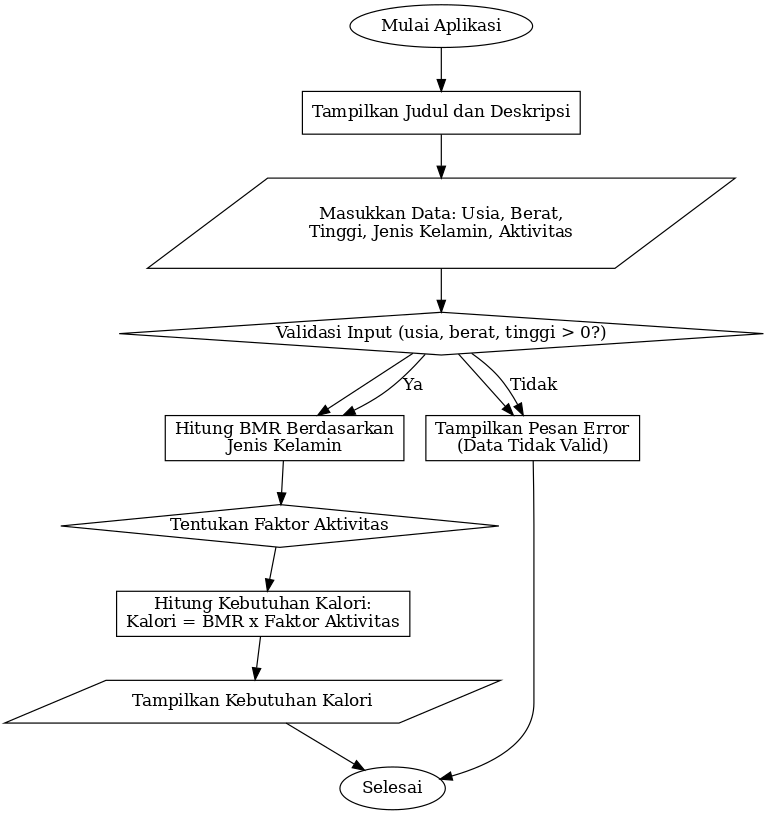 Mulai Aplikasi
Tampilkan Judul dan Deskripsi
Masukkan Data: Usia, Berat,
Tinggi, Jenis Kelamin, Aktivitas
Validasi Input (usia, berat, tinggi > 0?)
Ya
Tidak
Hitung BMR Berdasarkan
Jenis Kelamin
Tampilkan Pesan Error
(Data Tidak Valid)
Tentukan Faktor Aktivitas
Hitung Kebutuhan Kalori:
Kalori = BMR x Faktor Aktivitas
Tampilkan Kebutuhan Kalori
Selesai